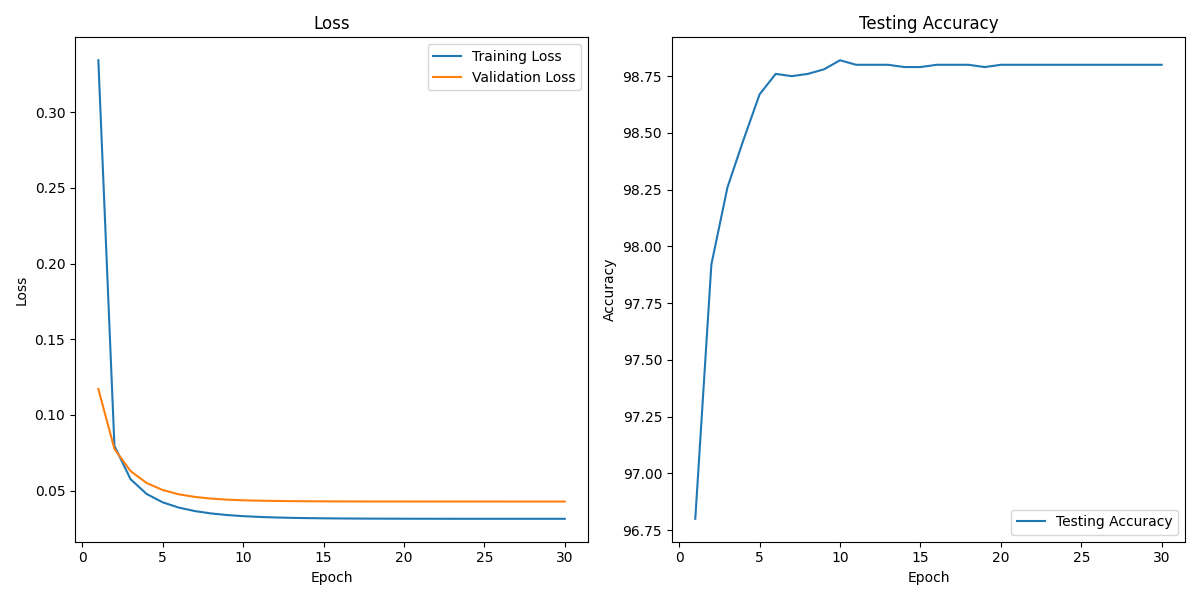 Loss
Training Loss
Validation Loss
0.30
0.25
0.20
0.15
0.10
0.05
Loss
0 5 10 15 20 25 30
Epoch
Testing Accuracy
98.75
98.50
98.25
98.00
97.75
97.50
97.25
97.00
96.75
Accuracy
Testing Accuracy
0 5 10 15 20 25 30
Epoch